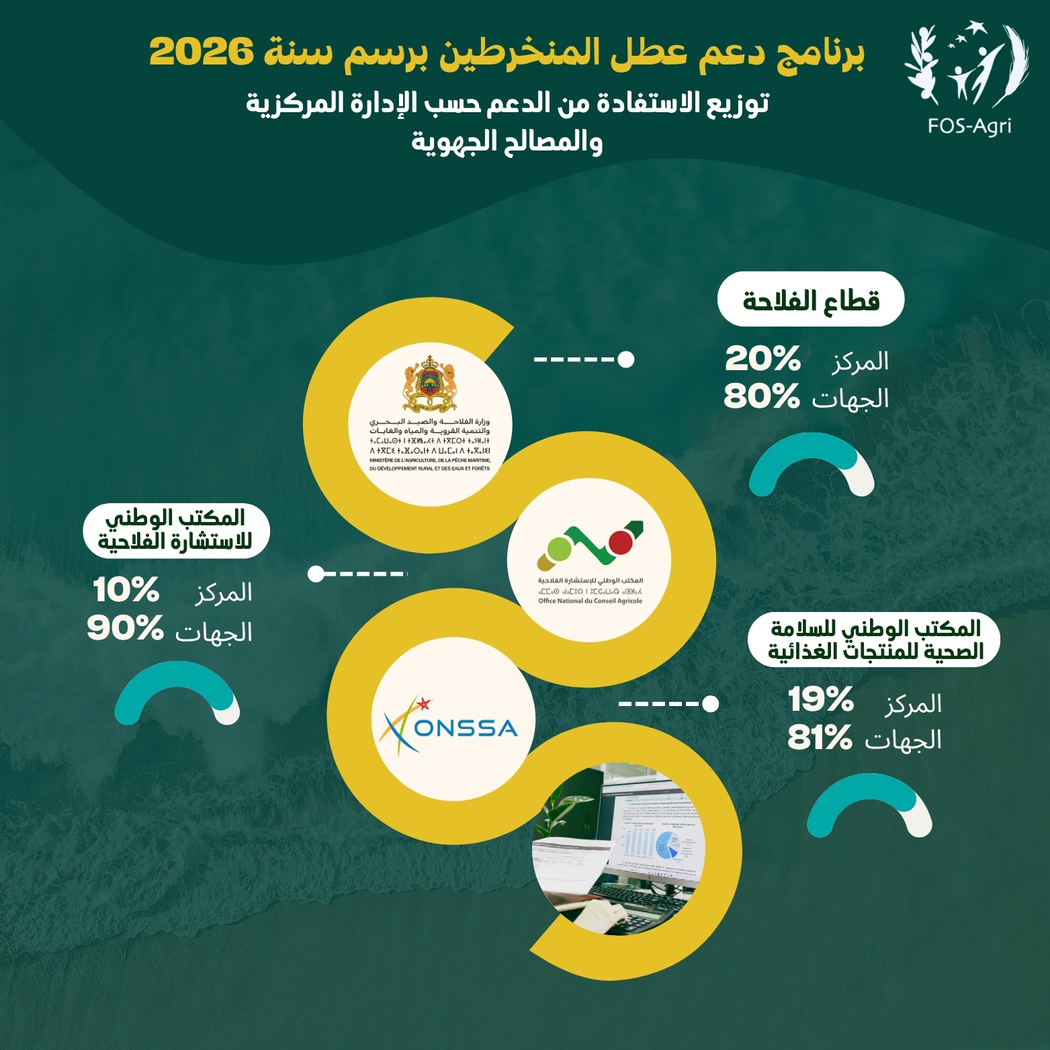 برنامج دعم عطل المنخرطين برسم سنة 2026
توزيع الاستفادة من الدعم حسب الإدارة المركزية
والمصالح الجهوية
FOS-Agri
قطاع الفلاحة
المركز 20%
الجهات 80%
وزارة الفلاحة والصيد البحري
والتنمية القروية والمياه والغابات
MINISTÈRE DE L'AGRICULTURE, DE LA PÊCHE MARITIME,
DU DÉVELOPPEMENT RURAL ET DES EAUX ET FORÊTS
المكتب الوطني
للاستشارة الفلاحية
المركز 10%
الجهات 90%
المكتب الوطني للإستشارة الفلاحية
Office National du Conseil Agricole
المكتب الوطني للسلامة
الصحية للمنتجات الغذائية
المركز 19%
الجهات 81%
ONSSA